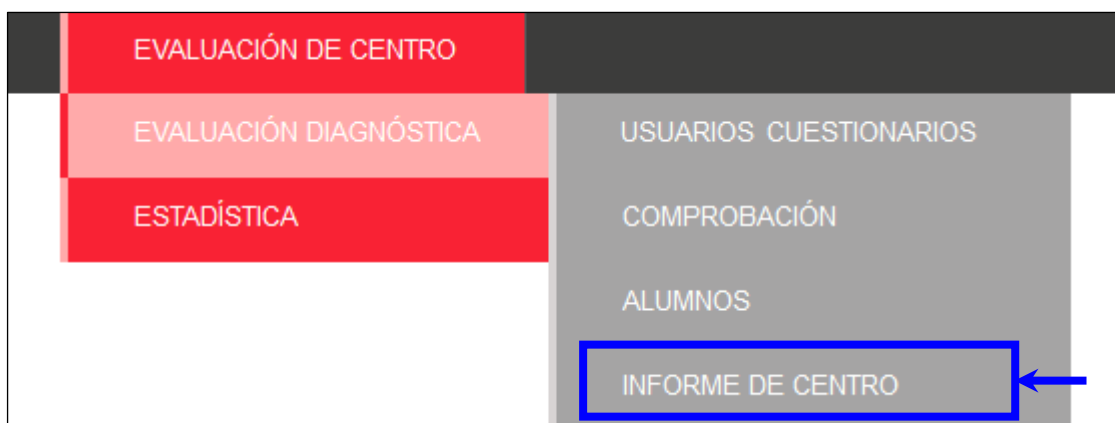 EVALUACIÓN DE CENTRO
EVALUACIÓN DIAGNÓSTICA
ESTADÍSTICA
USUARIOS CUESTIONARIOS
COMPROBACIÓN
ALUMNOS
INFORME DE CENTRO